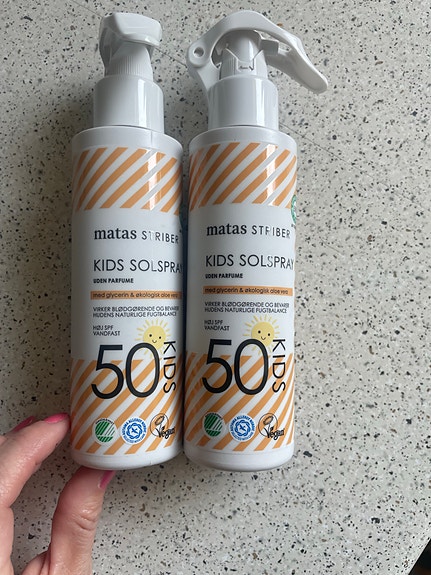 matas STRIBER
KIDS SOLSPRAY
UDEN PARFUME
med glycerin & økologisk aloe vera
VIRKER BLØDGØRENDE OG BEVARER
HUDENS NATURLIGE FUGTBALANCE
HØJ SPF
VANDFAST
50 KIDS
Vegan
matas STRIBER
KIDS SOLSPRAY
UDEN PARFUME
med glycerin & økologisk aloe vera
VIRKER BLØDGØRENDE OG BEVARER
HUDENS NATURLIGE FUGTBALANCE
HØJ SPF
VANDFAST
50 KIDS
Vegan